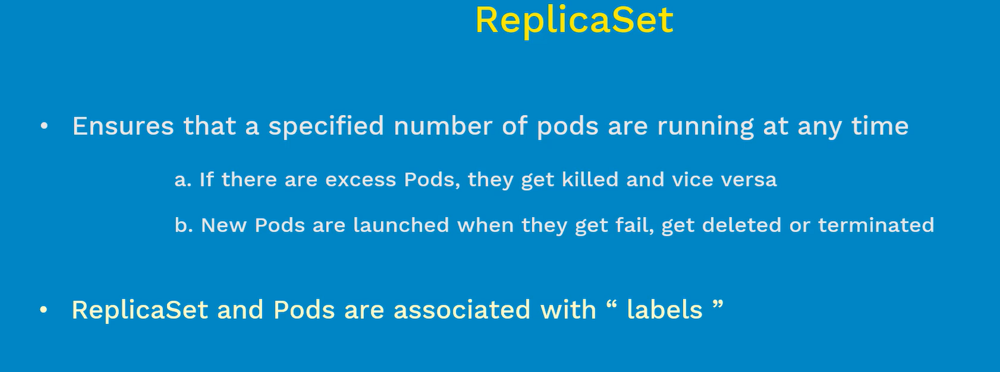 ReplicaSet
• Ensures that a specified number of pods are running at any time
a. If there are excess Pods, they get killed and vice versa
b. New Pods are launched when they get fail, get deleted or terminated
• ReplicaSet and Pods are associated with “ labels ”